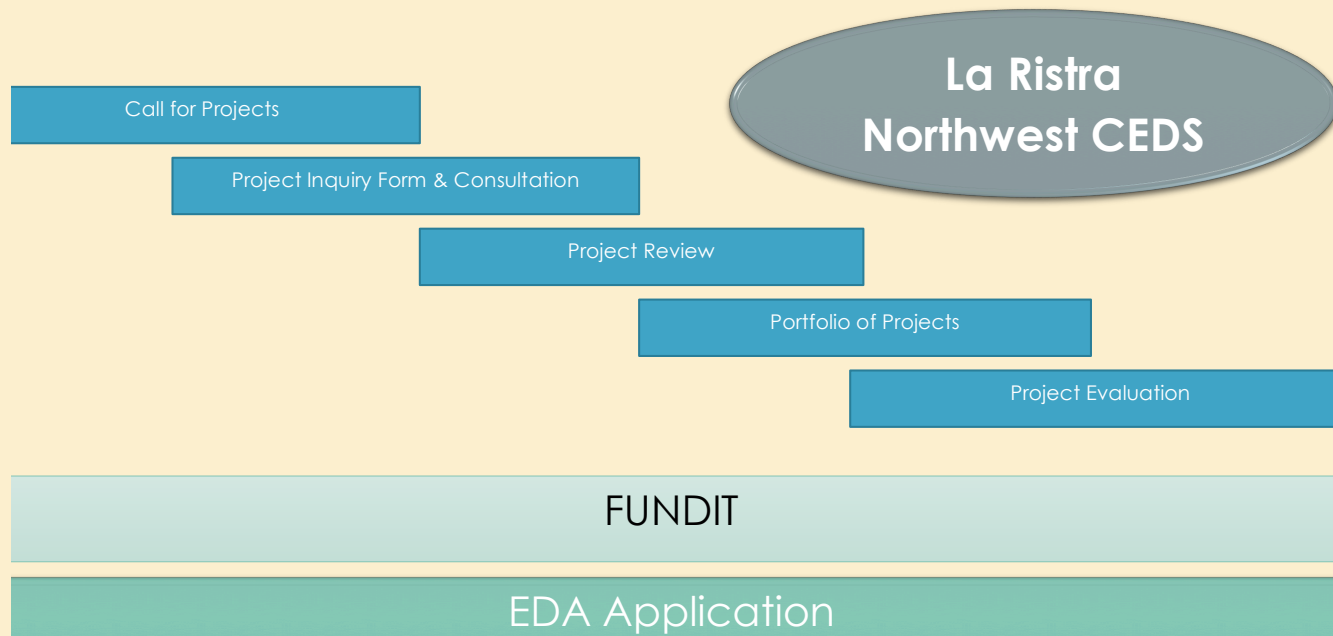 La Ristra
Northwest CEDS
Call for Projects
Project Inquiry Form & Consultation
Project Review
Portfolio of Projects
Project Evaluation
FUNDIT
EDA Application